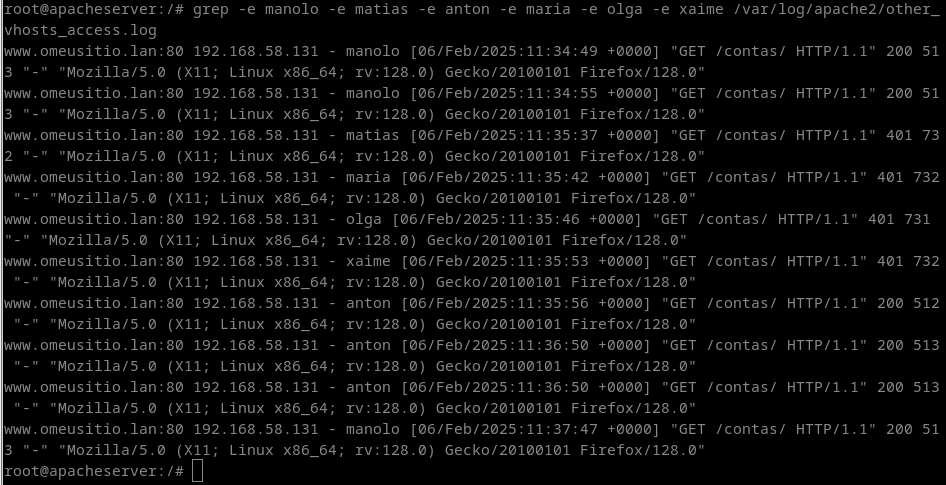 root@apacheserver:/# grep -e manolo -e matias -e anton -e maria -e olga -e xaime /var/log/apache2/other_
vhosts_access.log
www.omeusitio.lan:80 192.168.58.131 - manolo [06/Feb/2025:11:34:49 +0000] "GET /contas/ HTTP/1.1" 200 51
3 "-" "Mozilla/5.0 (X11; Linux x86_64; rv:128.0) Gecko/20100101 Firefox/128.0"
www.omeusitio.lan:80 192.168.58.131 - manolo [06/Feb/2025:11:34:55 +0000] "GET /contas/ HTTP/1.1" 200 51
3 "-" "Mozilla/5.0 (X11; Linux x86_64; rv:128.0) Gecko/20100101 Firefox/128.0"
www.omeusitio.lan:80 192.168.58.131 - matias [06/Feb/2025:11:35:37 +0000] "GET /contas/ HTTP/1.1" 401 73
2 "-" "Mozilla/5.0 (X11; Linux x86_64; rv:128.0) Gecko/20100101 Firefox/128.0"
www.omeusitio.lan:80 192.168.58.131 - maria [06/Feb/2025:11:35:42 +0000] "GET /contas/ HTTP/1.1" 401 732
 "-" "Mozilla/5.0 (X11; Linux x86_64; rv:128.0) Gecko/20100101 Firefox/128.0"
www.omeusitio.lan:80 192.168.58.131 - olga [06/Feb/2025:11:35:46 +0000] "GET /contas/ HTTP/1.1" 401 731
"-" "Mozilla/5.0 (X11; Linux x86_64; rv:128.0) Gecko/20100101 Firefox/128.0"
www.omeusitio.lan:80 192.168.58.131 - xaime [06/Feb/2025:11:35:53 +0000] "GET /contas/ HTTP/1.1" 401 732
 "-" "Mozilla/5.0 (X11; Linux x86_64; rv:128.0) Gecko/20100101 Firefox/128.0"
www.omeusitio.lan:80 192.168.58.131 - anton [06/Feb/2025:11:35:56 +0000] "GET /contas/ HTTP/1.1" 200 512
 "-" "Mozilla/5.0 (X11; Linux x86_64; rv:128.0) Gecko/20100101 Firefox/128.0"
www.omeusitio.lan:80 192.168.58.131 - anton [06/Feb/2025:11:36:50 +0000] "GET /contas/ HTTP/1.1" 200 513
 "-" "Mozilla/5.0 (X11; Linux x86_64; rv:128.0) Gecko/20100101 Firefox/128.0"
www.omeusitio.lan:80 192.168.58.131 - anton [06/Feb/2025:11:36:50 +0000] "GET /contas/ HTTP/1.1" 200 513
 "-" "Mozilla/5.0 (X11; Linux x86_64; rv:128.0) Gecko/20100101 Firefox/128.0"
www.omeusitio.lan:80 192.168.58.131 - manolo [06/Feb/2025:11:37:47 +0000] "GET /contas/ HTTP/1.1" 200 51
3 "-" "Mozilla/5.0 (X11; Linux x86_64; rv:128.0) Gecko/20100101 Firefox/128.0"
root@apacheserver:/#